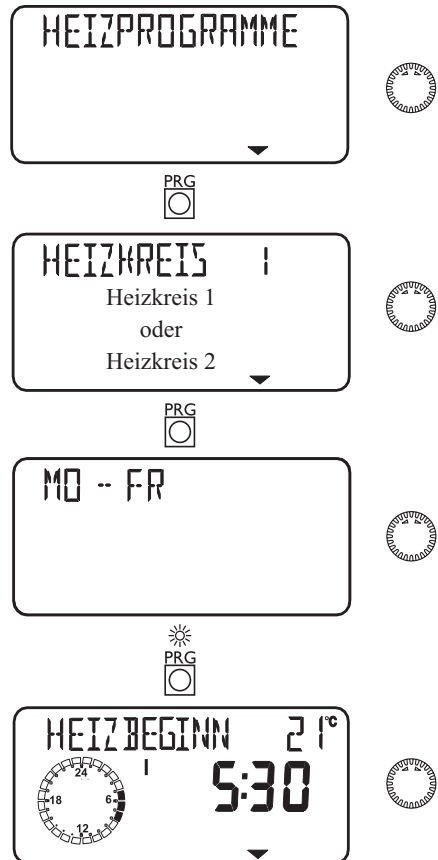 HEIZPROGRAMME
PRG
HEIZKREIS 1
Heizkreis 1
oder
Heizkreis 2
PRG
MO - FR
PRG
HEIZBEGINN 21°C
1 5:30
24
18 6
12